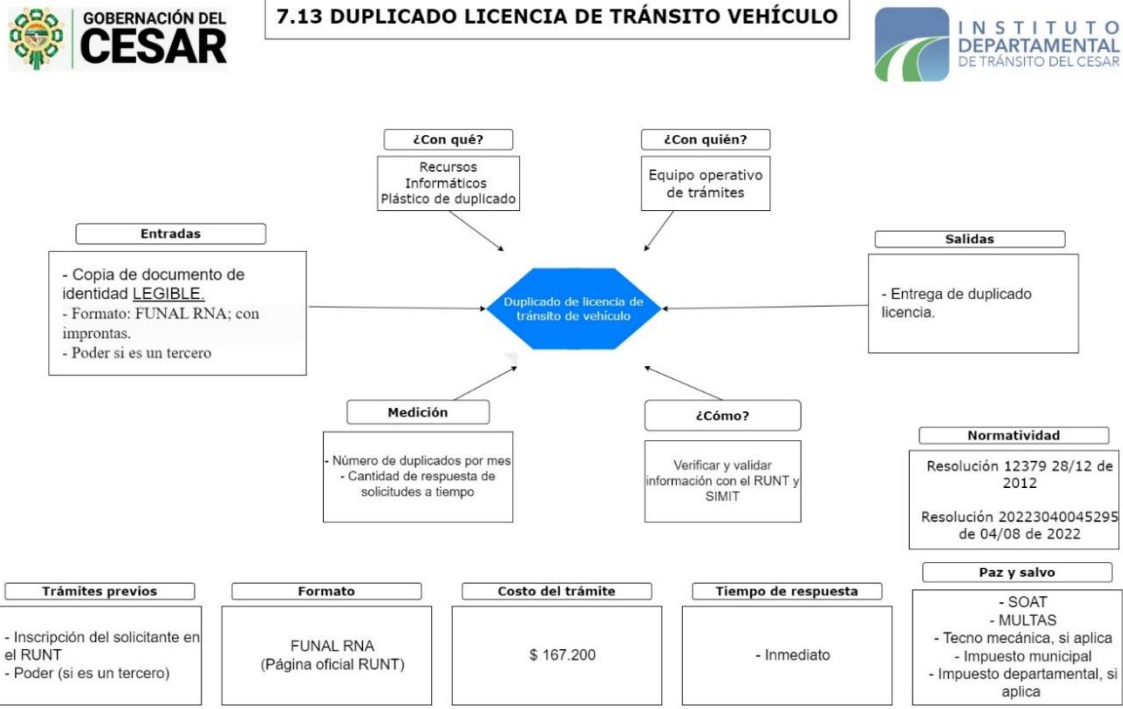 GOBERNACIÓN DEL
CESAR
7.13 DUPLICADO LICENCIA DE TRÁNSITO VEHÍCULO
INSTITUTO
DEPARTAMENTAL
DE TRÁNSITO DEL CESAR
¿Con qué?
Recursos
Informáticos
Plástico de duplicado
¿Con quién?
Equipo operativo
de trámites
Entradas
- Copia de documento de
identidad LEGIBLE.
- Formato: FUNAL RNA; con
improntas.
- Poder si es un tercero
Duplicado de licencia de
tránsito de vehículo
Salidas
- Entrega de duplicado
licencia.
Medición
- Número de duplicados por mes
- Cantidad de respuesta de
solicitudes a tiempo
¿Cómo?
Verificar y validar
información con el RUNT y
SIMIT
Normatividad
Resolución 12379 28/12 de
2012
Resolución 20223040045295
de 04/08 de 2022
Trámites previos
- Inscripción del solicitante en
el RUNT
- Poder (si es un tercero)
Formato
FUNAL RNA
(Página oficial RUNT)
Costo del trámite
$ 167.200
Tiempo de respuesta
- Inmediato
Paz y salvo
- SOAT
- MULTAS
- Tecno mecánica, si aplica
- Impuesto municipal
- Impuesto departamental, si
aplica